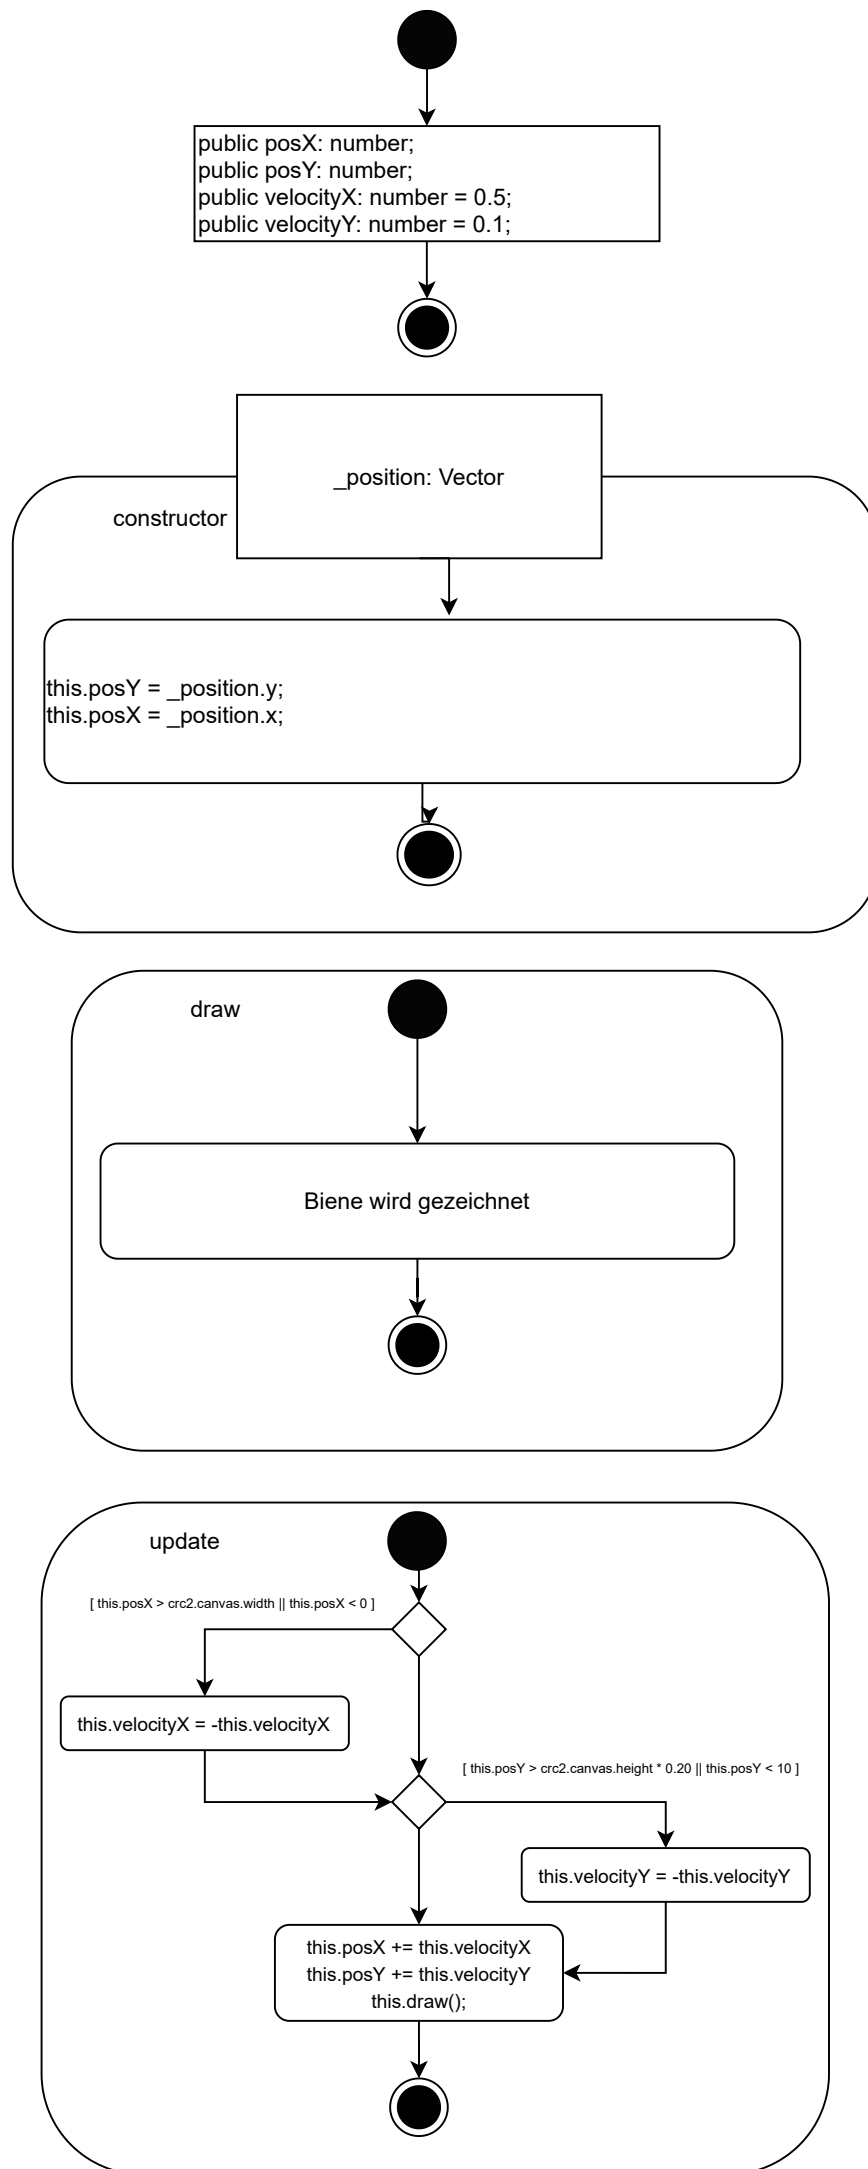 public posX: number;
public posY: number;
public velocityX: number = 0.5;
public velocityY: number = 0.1;
_position: Vector
constructor
this.posY = _position.y;
this.posX = _position.x;
draw
Biene wird gezeichnet
update
[ this.posX > crc2.canvas.width || this.posX < 0 ]
this.velocityX = -this.velocityX
[ this.posY > crc2.canvas.height * 0.20 || this.posY < 10 ]
this.velocityY = -this.velocityY
this.posX += this.velocityX
this.posY += this.velocityY
this.draw();